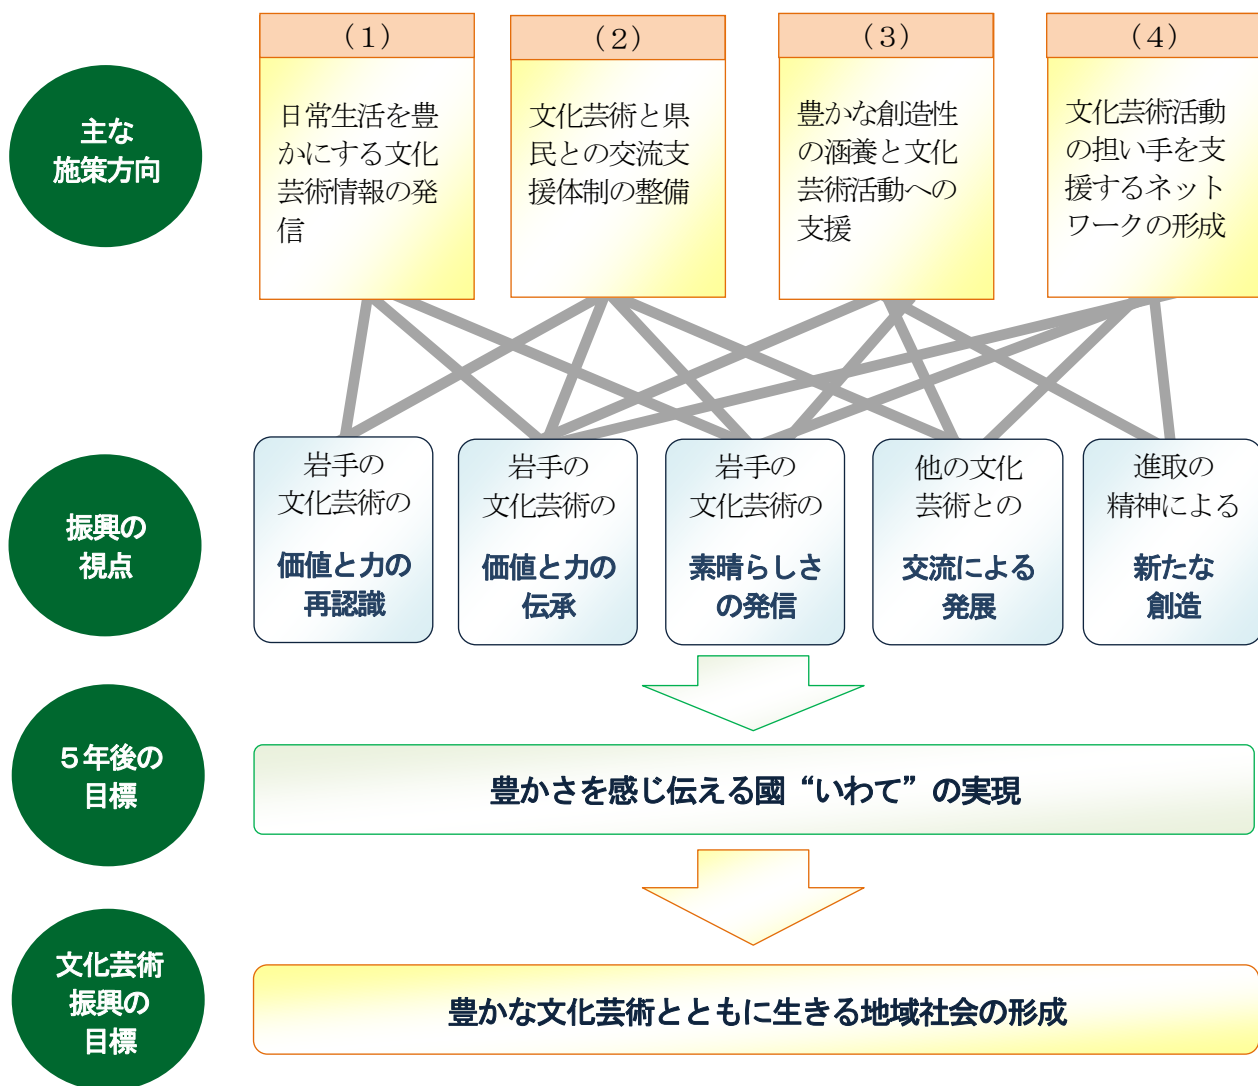 主な
施策方向
（１）
日常生活を豊
かにする文化
芸術情報の発
信
（２）
文化芸術と県
民との交流支
援体制の整備
（３）
豊かな創造性
の涵養と文化
芸術活動への
支援
（４）
文化芸術活動
の担い手を支
援するネット
ワークの形成
振興の
視点
岩手の
文化芸術の
価値と力の
再認識
岩手の
文化芸術の
価値と力の
伝承
岩手の
文化芸術の
素晴らしさ
の発信
他の文化
芸術との
交流による
発展
進取の
精神による
新たな
創造
５年後の
目標
豊かさを感じ伝える國“いわて”の実現
文化芸術
振興の
目標
豊かな文化芸術とともに生きる地域社会の形成